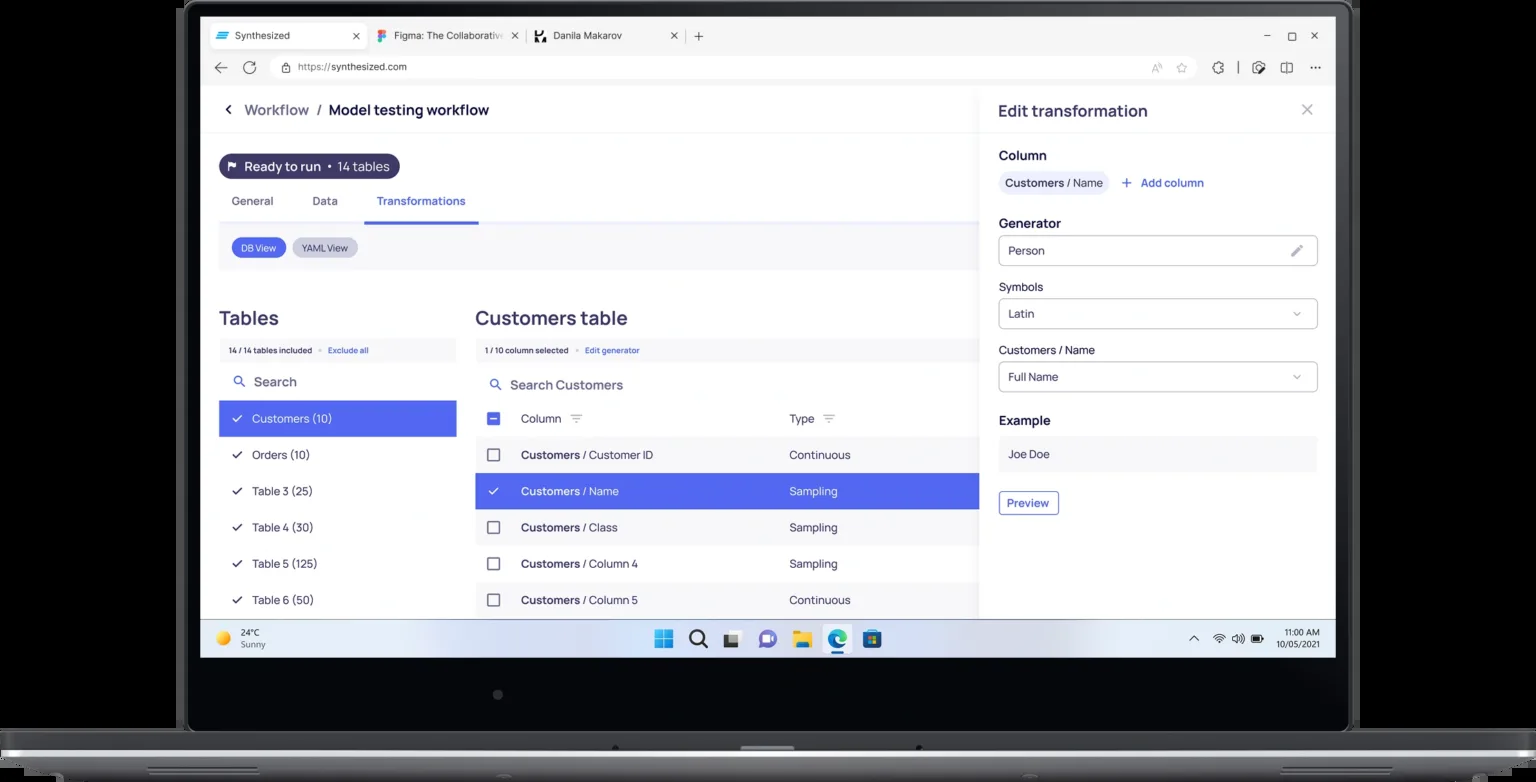 Synthesized
Figma: The Collaborativ
Danila Makarov
https://synthesized.com
Workflow / Model testing workflow
Ready to run • 14 tables
General Data Transformations
DB View YAML View
Tables
14 / 14 tables included • Exclude all
Search
Customers (10)
Orders (10)
Table 3 (25)
Table 4 (30)
Table 5 (125)
Table 6 (50)
Customers table
1 / 10 column selected • Edit generator
Search Customers
Column Type
Customers / Customer ID Continuous
Customers / Name Sampling
Customers / Class Sampling
Customers / Column 4 Sampling
Customers / Column 5 Continuous
Edit transformation
Column
Customers / Name + Add column
Generator
Person
Symbols
Latin
Customers / Name
Full Name
Example
Joe Doe
Preview
24°C
Sunny
11:00 AM
10/05/2021